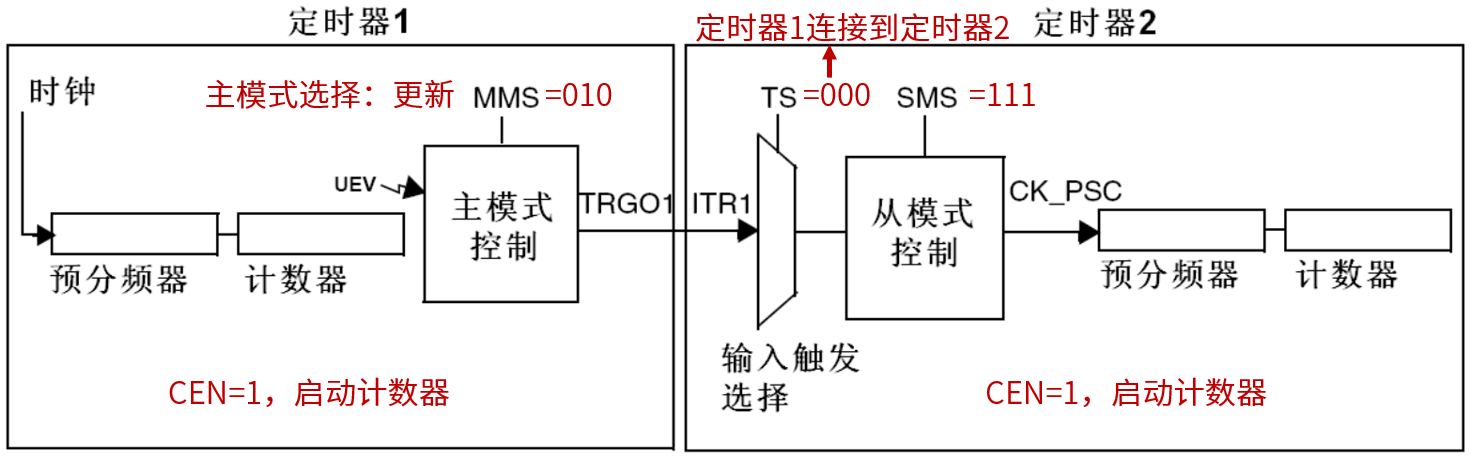 定时器1
定时器1连接到定时器2 定时器2
时钟
主模式选择：更新 MMS =010
TS =000 SMS =111
UEV
主模式
控制
TRGO1 ITR1
从模式
控制
CK_PSC
预分频器 计数器
预分频器 计数器
输入触发
选择
CEN=1，启动计数器
CEN=1，启动计数器